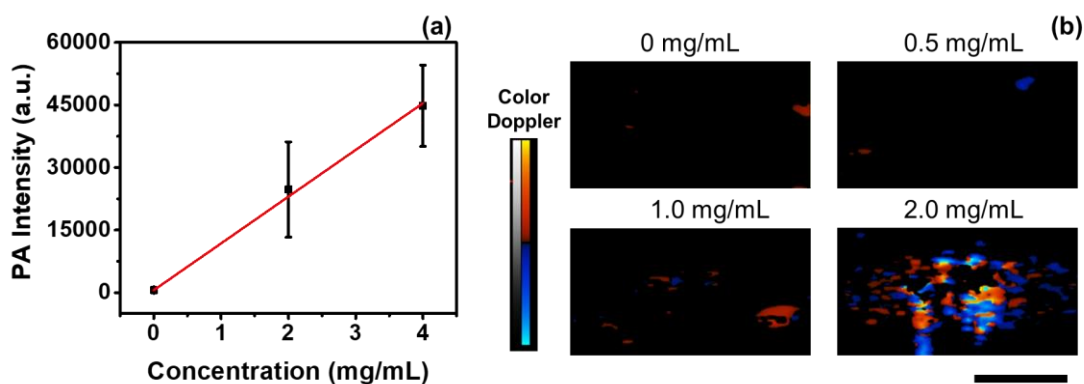 (a)
60000
45000
30000
15000
0
PA Intensity (a.u.)
0 1 2 3 4
Concentration (mg/mL)
(b)
Color
Doppler
0 mg/mL
0.5 mg/mL
1.0 mg/mL
2.0 mg/mL